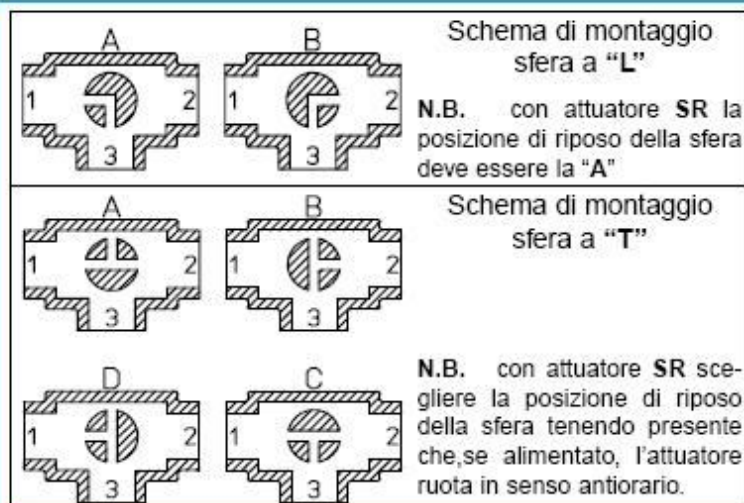 A B
1 2 1 2
3 3
Schema di montaggio
sfera a “L”
N.B. con attuatore SR la
posizione di riposo della sfera
deve essere la “A”
A B
1 2 1 2
3 3
Schema di montaggio
sfera a “T”
D C
1 2 1 2
3 3
N.B. con attuatore SR sce-
gliere la posizione di riposo
della sfera tenendo presente
che,se alimentato, l’attuatore
ruota in senso antiorario.